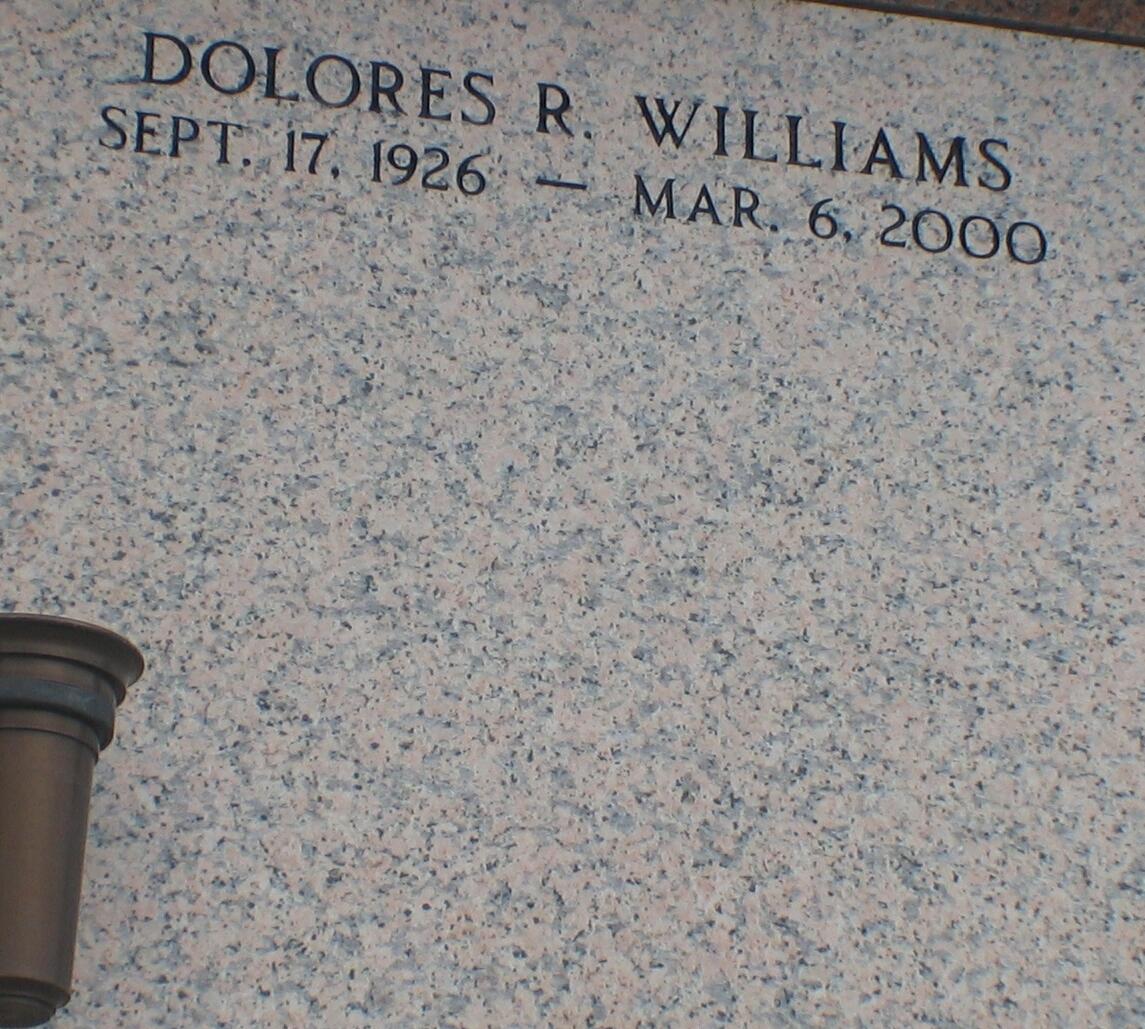 DOLORES R. WILLIAMS
SEPT. 17, 1926 — MAR. 6, 2000